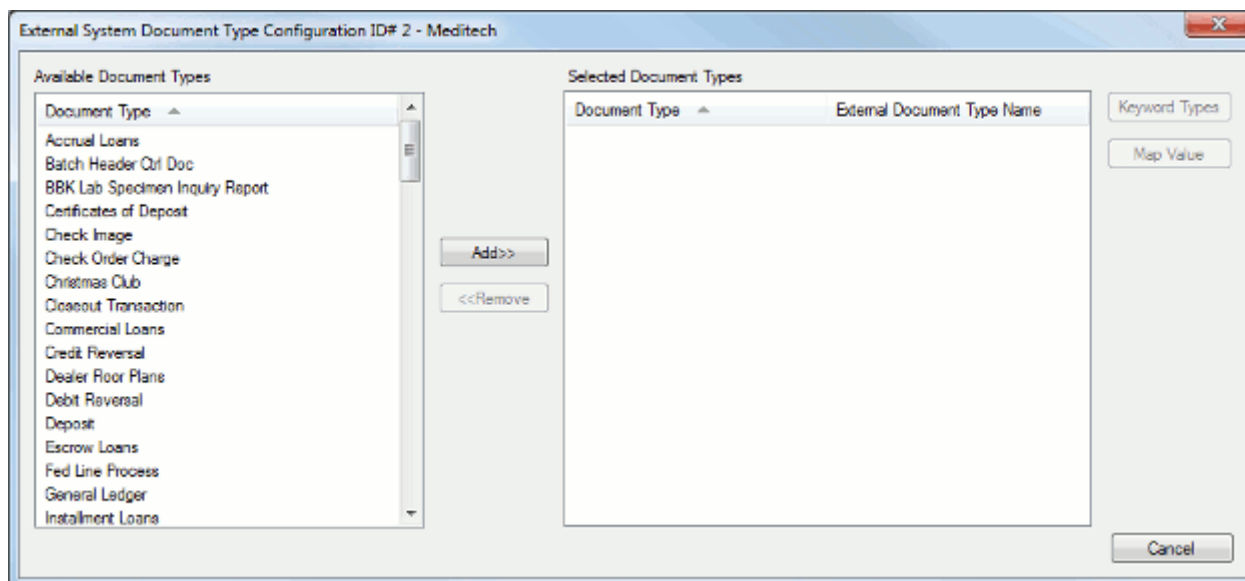 External System Document Type Configuration ID# 2 - Meditech
Available Document Types
Document Type
Accrual Loans
Batch Header Ctrl Doc
BBK Lab Specimen Inquiry Report
Certificates of Deposit
Check Image
Check Order Charge
Christmas Club
Closeout Transaction
Commercial Loans
Credit Reversal
Dealer Floor Plans
Debit Reversal
Deposit
Escrow Loans
Fed Line Process
General Ledger
Installment Loans
Add>>
<<Remove
Selected Document Types
Document Type External Document Type Name
Keyword Types
Map Value
Cancel